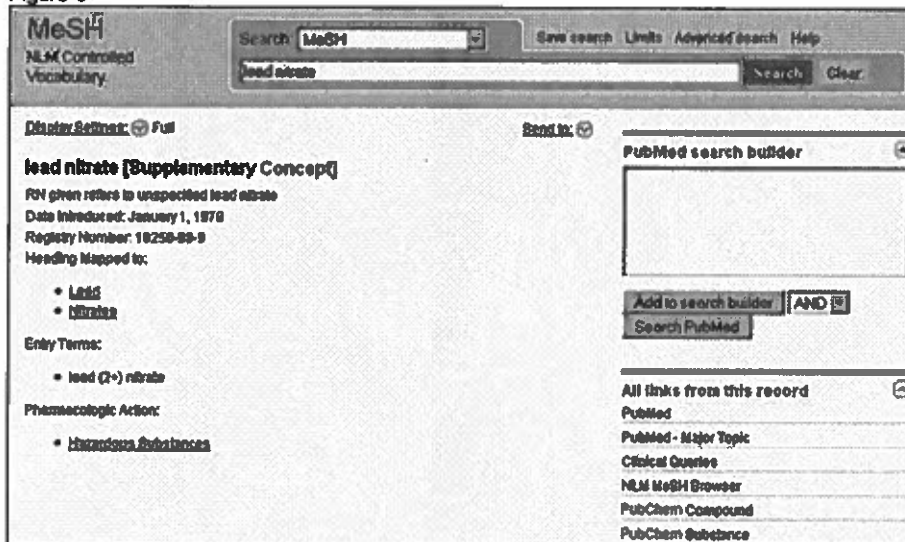 MeSH
NLM Controlled
Vocabulary
Search MeSH
Save search Limits Advanced search Help
lead nitrate
Search Clear
Display Settings: Full
Send to:
lead nitrate [Supplementary Concept]
RN given refers to unspecified lead nitrate
Date Introduced: January 1,
Registry Number:
Heading Mapped to:
• Lead
• Nitrates
Entry Terms:
• lead (2+) nitrate
Pharmacologic Action:
• Hazardous Substances
PubMed search builder
Add to search builder AND
Search PubMed
All links from this record
PubMed
PubMed - Major Topic
Clinical Queries
NLM MeSH Browser
PubChem Compound
PubChem Substance